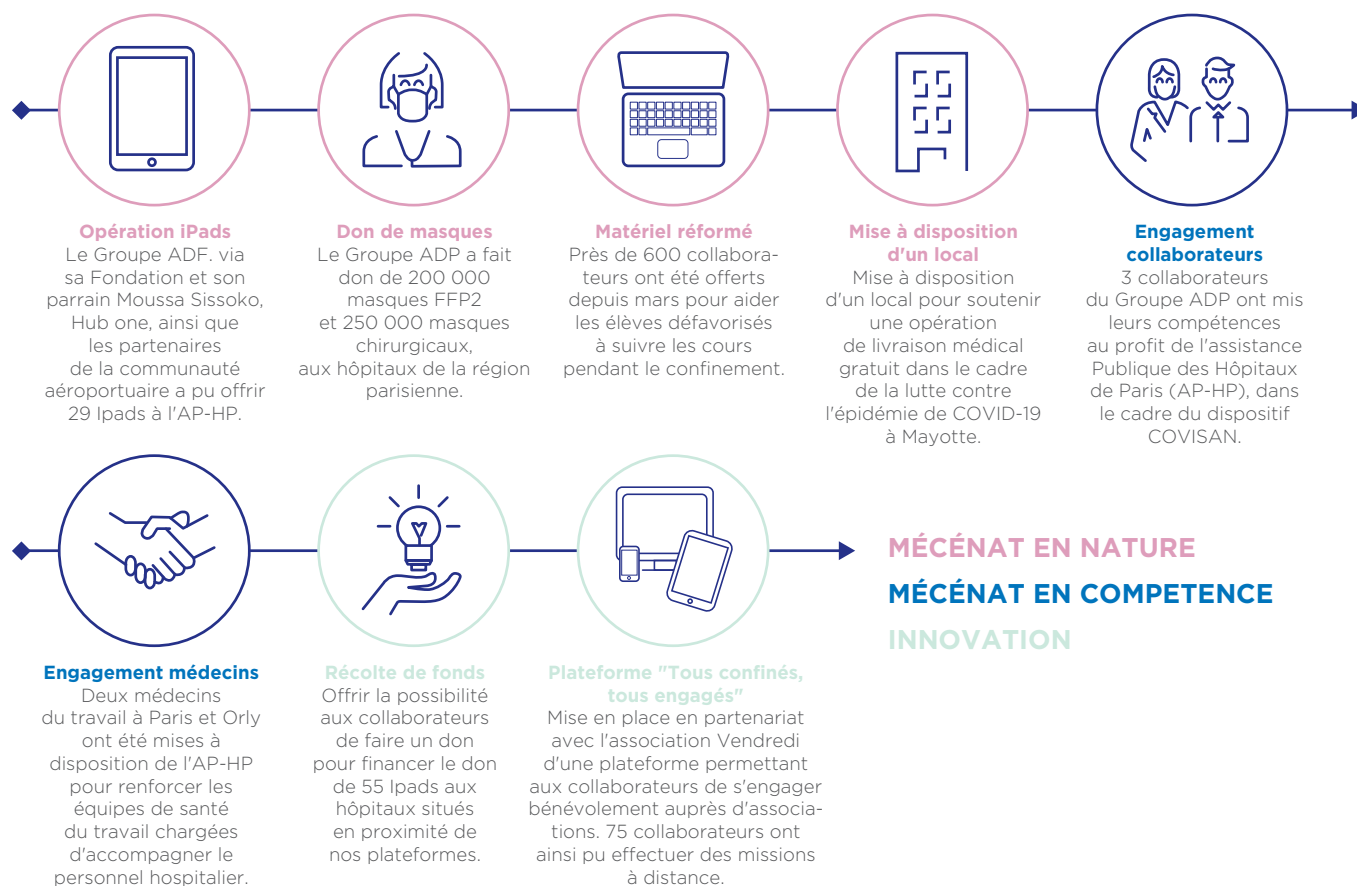 Opération iPads
Le Groupe ADF. via
sa Fondation et son
parrain Moussa Sissoko,
Hub one, ainsi que
les partenaires
de la communauté
aéroportuaire a pu offrir
29 Ipads à l'AP-HP.
Don de masques
Le Groupe ADP a fait
don de 200 000
masques FFP2
et 250 000 masques
chirurgicaux,
aux hôpitaux de la région
parisienne.
Matériel réformé
Près de 600 collabora-
teurs ont été offerts
depuis mars pour aider
les élèves défavorisés
à suivre les cours
pendant le confinement.
Mise à disposition
d'un local
Mise à disposition
d'un local pour soutenir
une opération
de livraison médical
gratuit dans le cadre
de la lutte contre
l'épidémie de COVID-19
à Mayotte.
Engagement
collaborateurs
3 collaborateurs
du Groupe ADP ont mis
leurs compétences
au profit de l'assistance
Publique des Hôpitaux
de Paris (AP-HP), dans
le cadre du dispositif
COVISAN.
Engagement médecins
Deux médecins
du travail à Paris et Orly
ont été mises à
disposition de l'AP-HP
pour renforcer les
équipes de santé
du travail chargées
d'accompagner le
personnel hospitalier.
Récolte de fonds
Offrir la possibilité
aux collaborateurs
de faire un don
pour financer le don
de 55 Ipads aux
hôpitaux situés
en proximité de
nos plateformes.
Plateforme "Tous confinés,
tous engagés"
Mise en place en partenariat
avec l'association Vendredi
d'une plateforme permettant
aux collaborateurs de s'engager
bénévolement auprès d'associa-
tions. 75 collaborateurs ont
ainsi pu effectuer des missions
à distance.
MÉCÉNAT EN NATURE
MÉCÉNAT EN COMPETENCE
INNOVATION